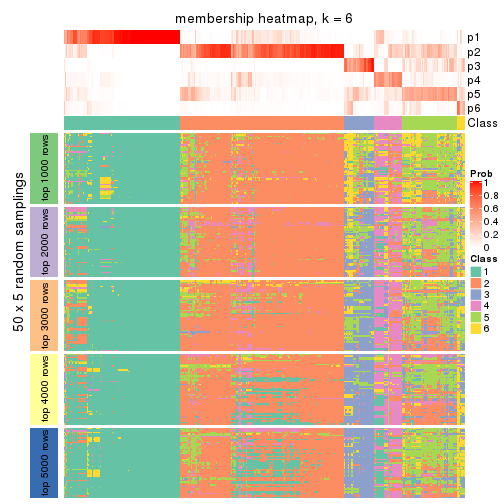 membership heatmap, k = 6
p1
p2
p3
p4
p5
p6
Class
50 x 5 random samplings
top 1000 rows
top 2000 rows
top 3000 rows
top 4000 rows
top 5000 rows
Prob
1
0.8
0.6
0.4
0.2
0
Class
1
2
3
4
5
6